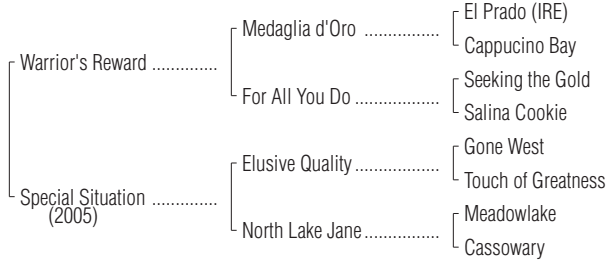 El Prado (IRE)
Medaglia d'Oro ................
Cappucino Bay
Warrior's Reward ..............
Seeking the Gold
For All You Do ..................
Salina Cookie
Gone West
Elusive Quality ..................
Touch of Greatness
Special Situation ..............
(2005)
Meadowlake
North Lake Jane ................
Cassowary